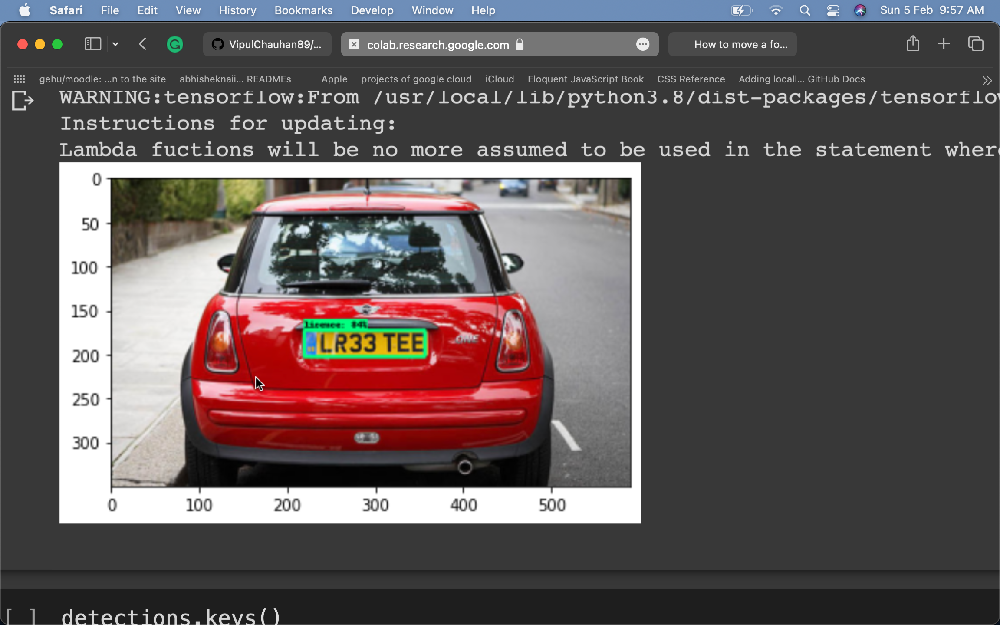 Safari File Edit View History Bookmarks Develop Window Help Sun 5 Feb 9:57 AM
VipulChauhan89/... colab.research.google.com How to move a fo...
gehu/moodle: ...n to the site abhisheknaii... READMEs Apple projects of google cloud iCloud Eloquent JavaScript Book CSS Reference Adding locall... GitHub Docs
WARNING:tensorflow:From /usr/local/lib/python3.8/dist-packages/tensorflow
Instructions for updating:
Lambda fuctions will be no more assumed to be used in the statement where
0
50
100
150
licence: 84%
LR33 TEE
ONE
200
250
300
0 100 200 300 400 500
[ ] detections.keys()